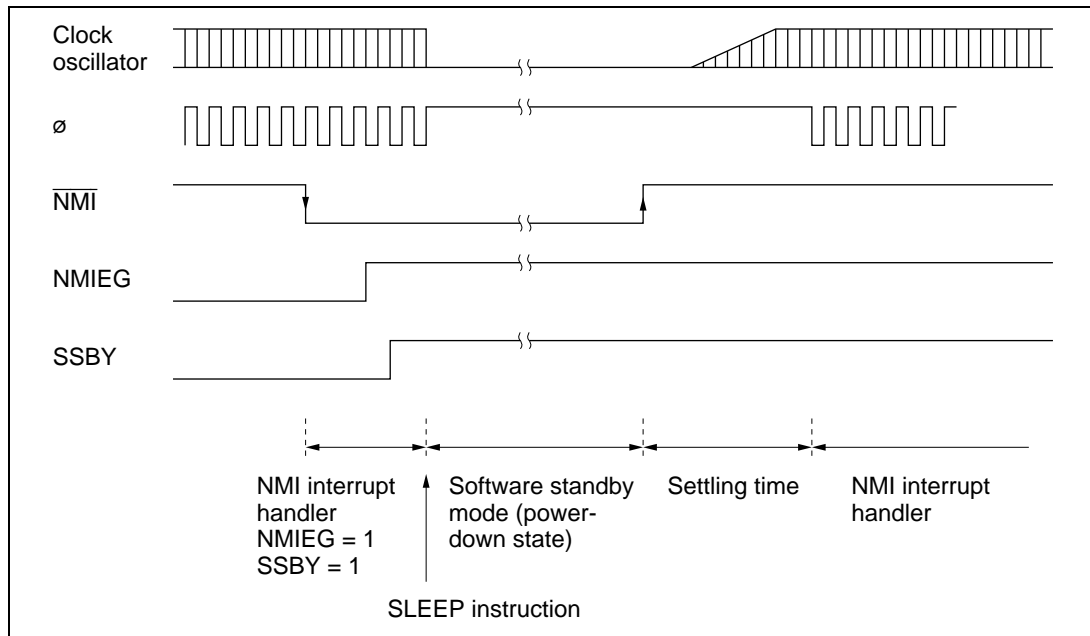 Clock
oscillator
ø
NMI
NMIEG
SSBY
NMI interrupt
handler
NMIEG = 1
SSBY = 1
Software standby
mode (power-
down state)
Settling time
NMI interrupt
handler
SLEEP instruction